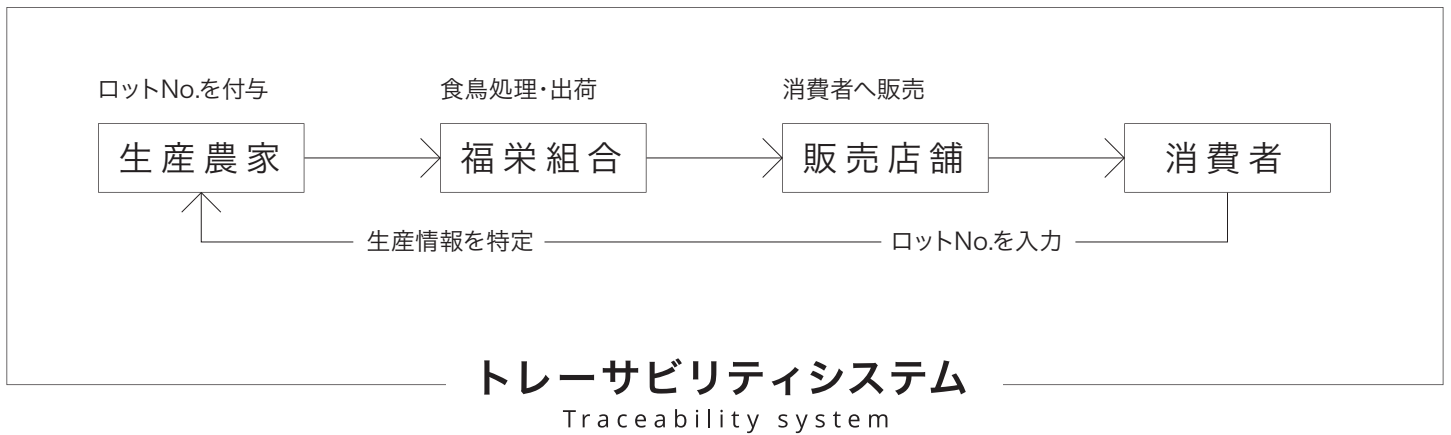 ロットNo.を付与
食鳥処理・出荷
消費者へ販売
生産農家
福栄組合
販売店舗
消費者
生産情報を特定
ロットNo.を入力
トレーサビリティシステム
Traceability system